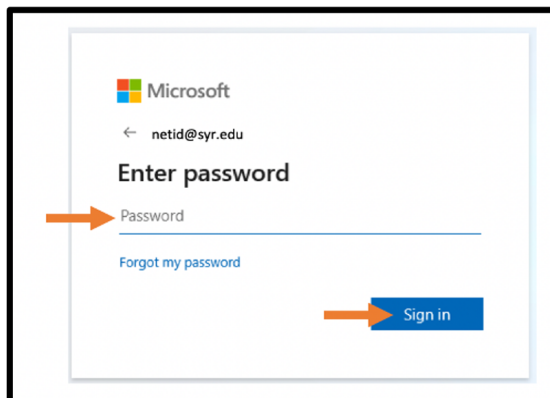 Microsoft
← netid@syr.edu
Enter password
Password
Forgot my password
Sign in